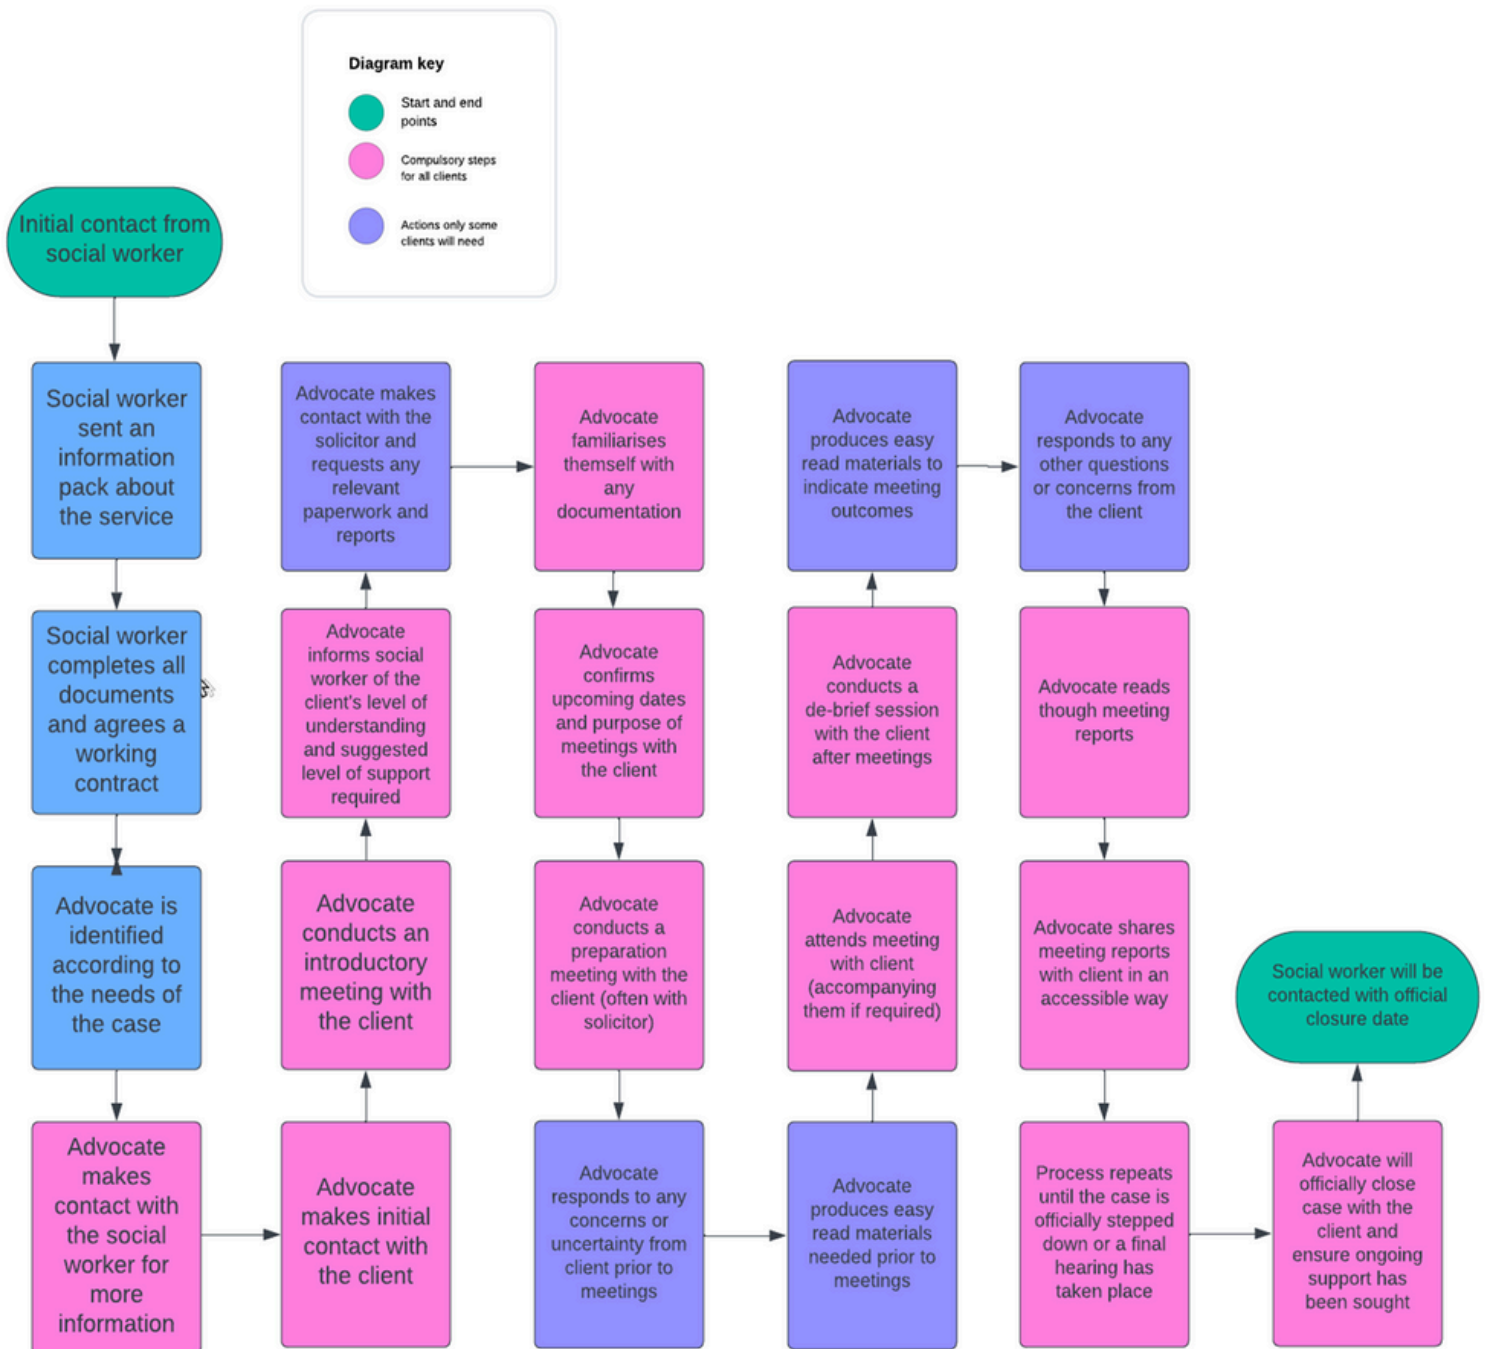 Diagram key
Start and end
points
Compulsory steps
for all clients
Actions only some
clients will need
Initial contact from
social worker
Social worker
sent an
information
pack about
the service
Social worker
completes all
documents
and agrees a
working
contract
Advocate is
identified
according to
the needs of
the case
Advocate
makes
contact with
the social
worker for
more
information
Advocate
makes initial
contact with
the client
Advocate
conducts an
introductory
meeting with
the client
Advocate
informs social
worker of the
client's level of
understanding
and suggested
level of support
required
Advocate makes
contact with the
solicitor and
requests any
relevant
paperwork and
reports
Advocate
familiarises
themself with
any
documentation
Advocate
confirms
upcoming dates
and purpose of
meetings with
the client
Advocate
conducts a
preparation
meeting with the
client (often with
solicitor)
Advocate
responds to any
concerns or
uncertainty from
client prior to
meetings
Advocate
produces easy
read materials
needed prior to
meetings
Advocate
attends meeting
with client
(accompanying
them if required)
Advocate
conducts a
de-brief session
with the client
after meetings
Advocate
produces easy
read materials to
indicate meeting
outcomes
Advocate
responds to any
other questions
or concerns from
the client
Advocate reads
though meeting
reports
Advocate shares
meeting reports
with client in an
accessible way
Process repeats
until the case is
officially stepped
down or a final
hearing has
taken place
Advocate will
officially close
case with the
client and
ensure ongoing
support has
been sought
Social worker will be
contacted with official
closure date